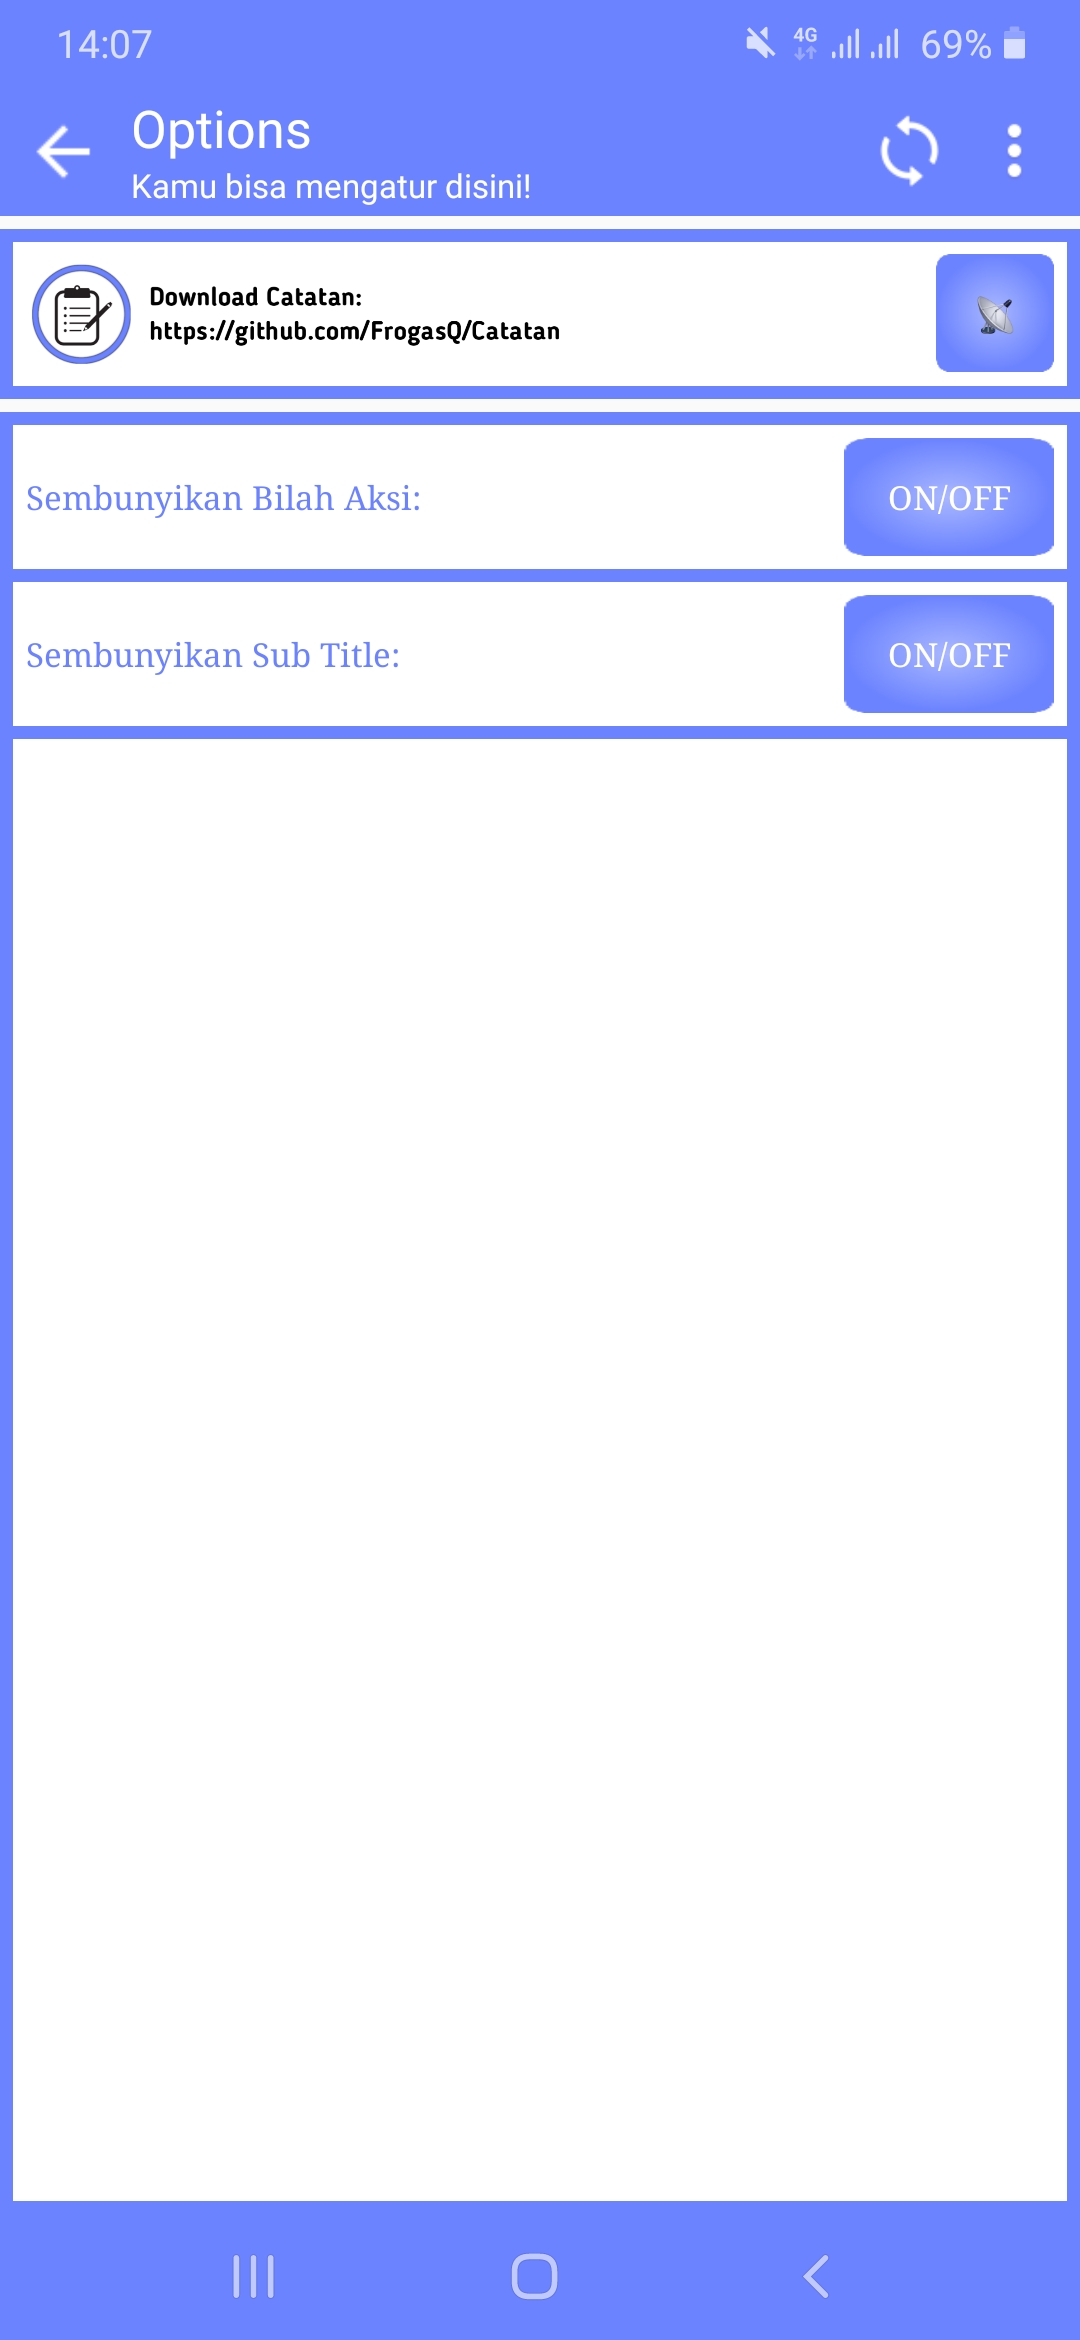 14:07
4G
69%
Options
Kamu bisa mengatur disini!
Download Catatan:
https://github.com/FrogasQ/Catatan
Sembunyikan Bilah Aksi:
ON/OFF
Sembunyikan Sub Title:
ON/OFF